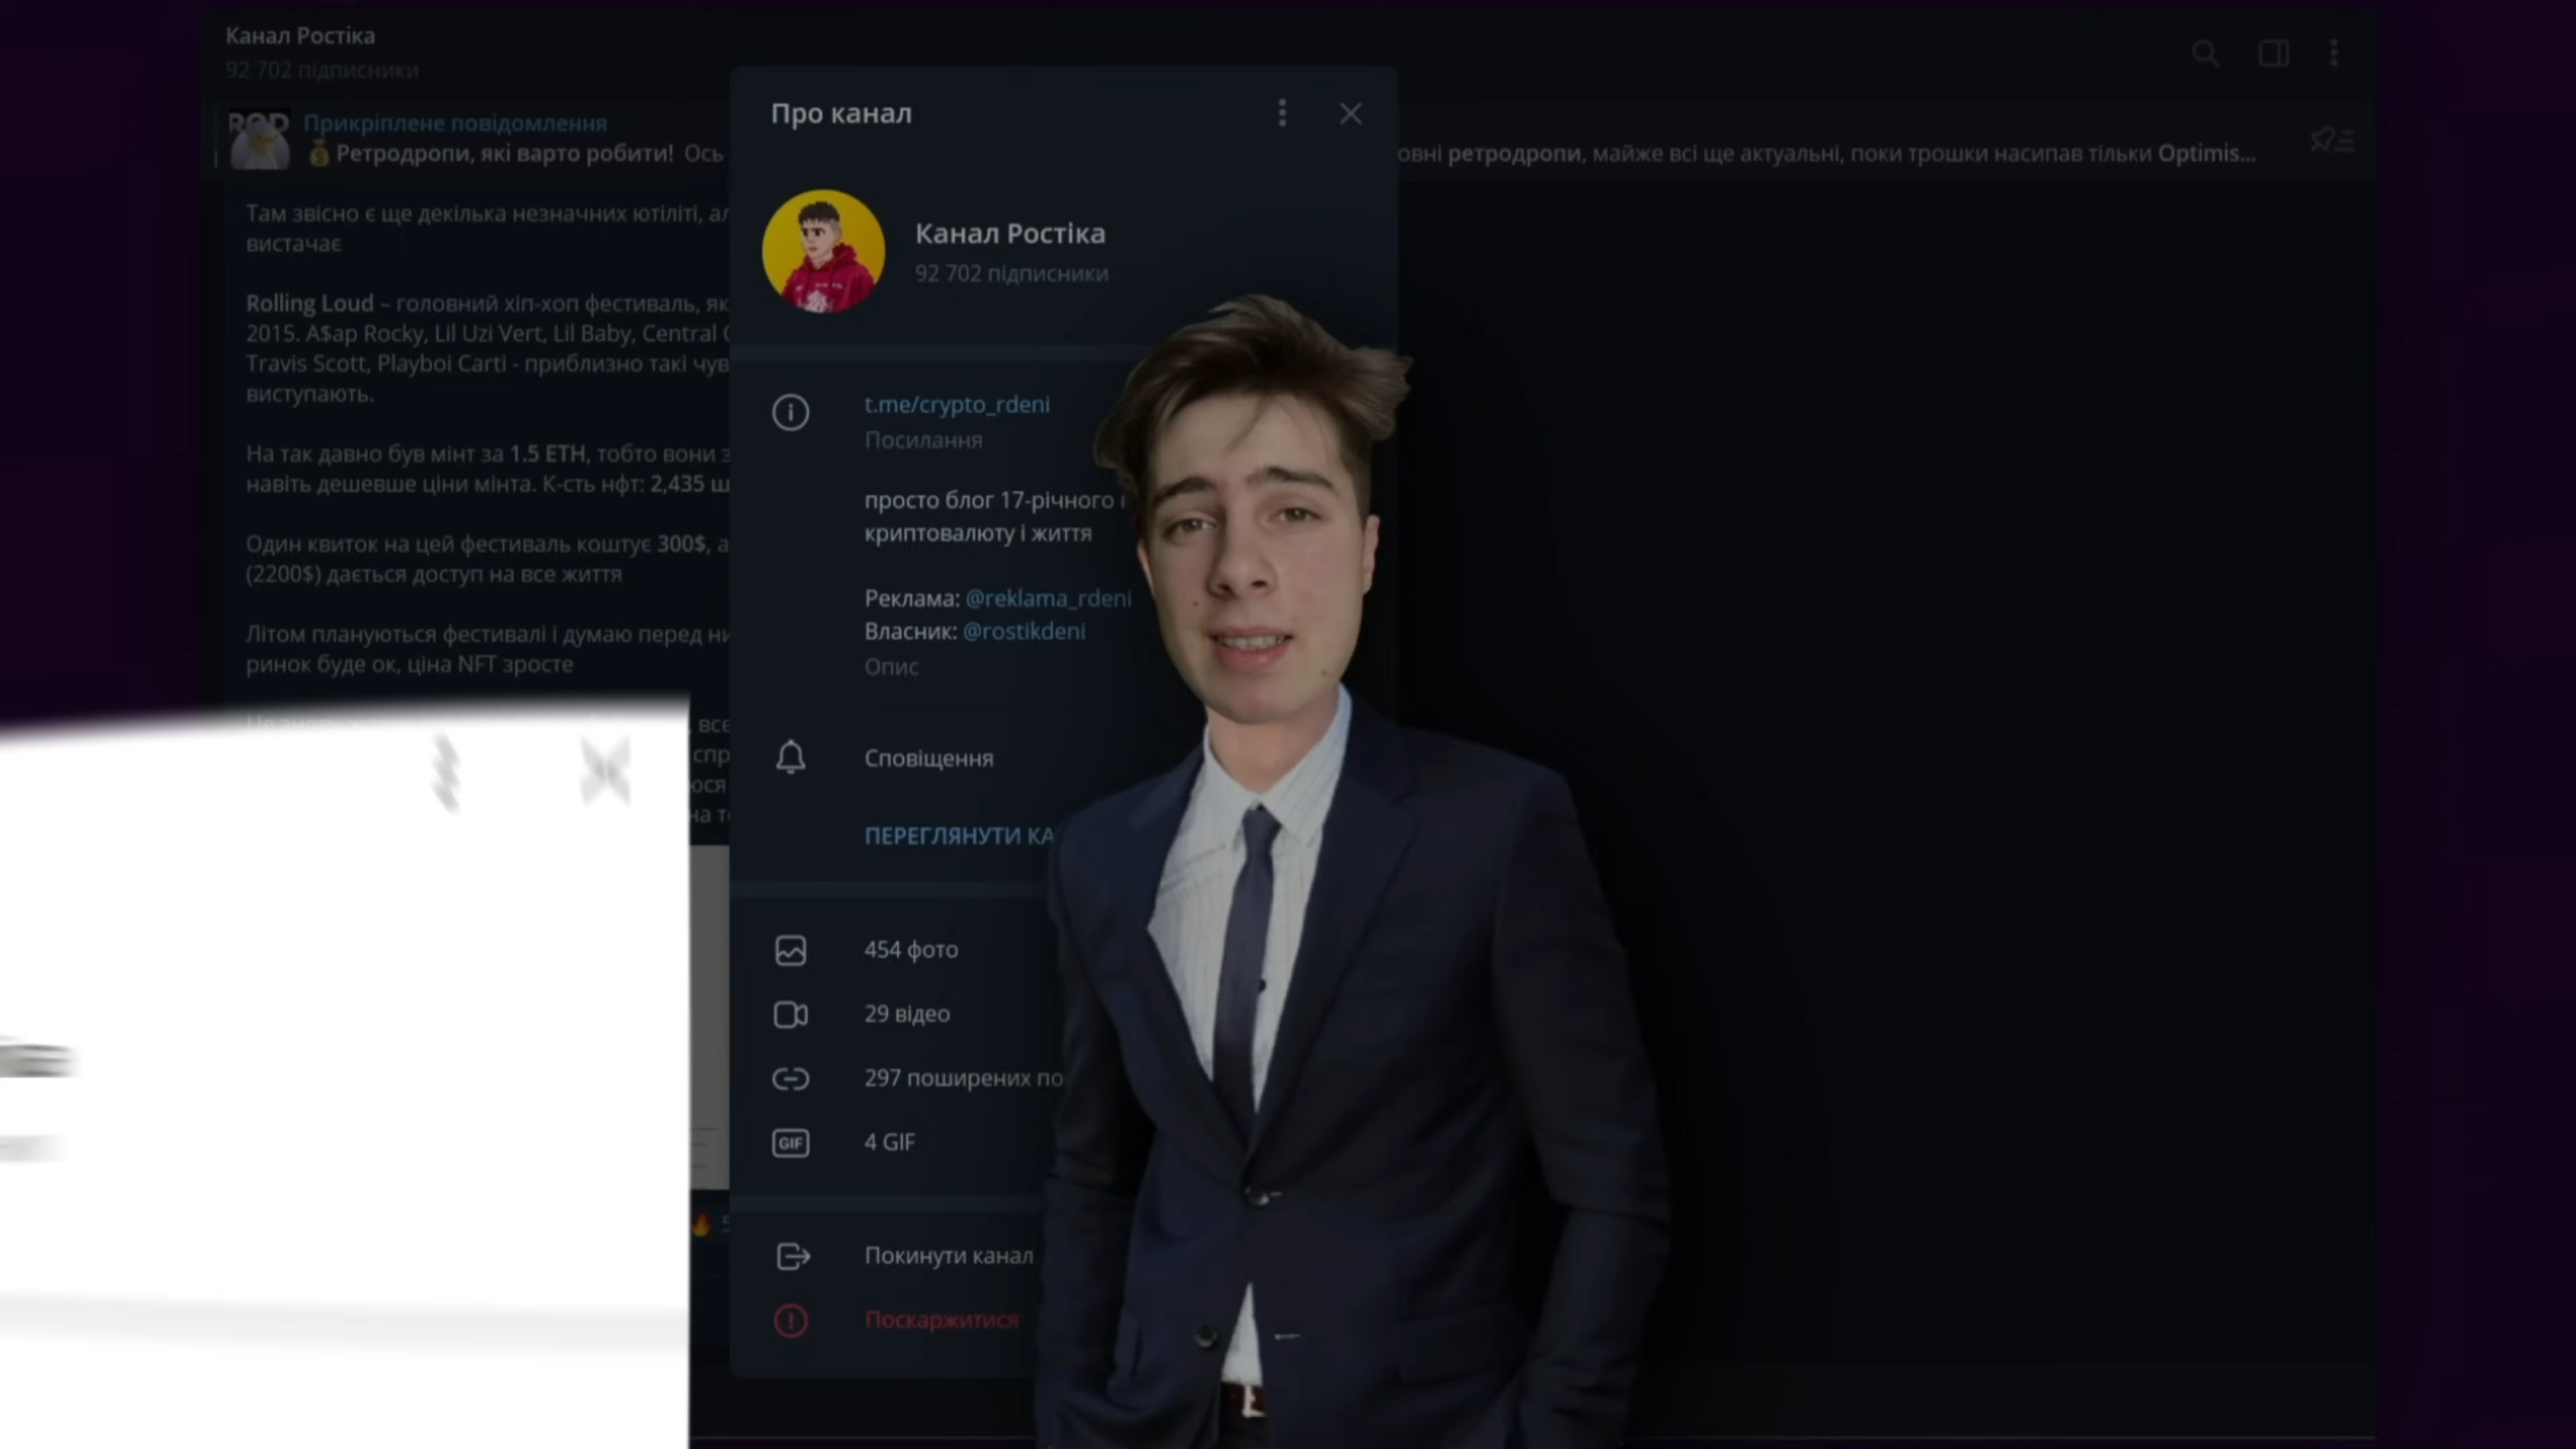 Канал Ростіка
92 702 підписники
Прикріплене повідомлення
Ретродропи, які варто робити! Ось
овні ретродропи, майже всі ще актуальні, поки трошки насипав тільки Optimis...
Там звісно є ще декілька незначних ютіліті,
вистачає
Rolling Loud – головний хіп-хоп фестиваль,
2015. A$ap Rocky, Lil Uzi Vert, Lil Baby, Central
Travis Scott, Playboi Carti - приблизно такі
виступають.
На так давно був мінт за 1.5 ETH, тобто вони
навіть дешевше ціни мінта. К-сть нфт: 2,435
Один квиток на цей фестиваль коштує 300$,
(2200$) дається доступ на все життя
Літом плануються фестивалі і думаю перед
ринок буде ок, ціна NFT зросте
Про канал
Канал Ростіка
92 702 підписники
t.me/crypto_rdeni
Посилання
просто блог 17-річного
криптовалюту і життя
Реклама: @reklama_rdeni
Власник: @rostikdeni
Опис
Сповіщення
ПЕРЕГЛЯНУТИ КА
454 фото
29 відео
297 поширених по
GIF
4 GIF
Покинути канал
Поскаржитися